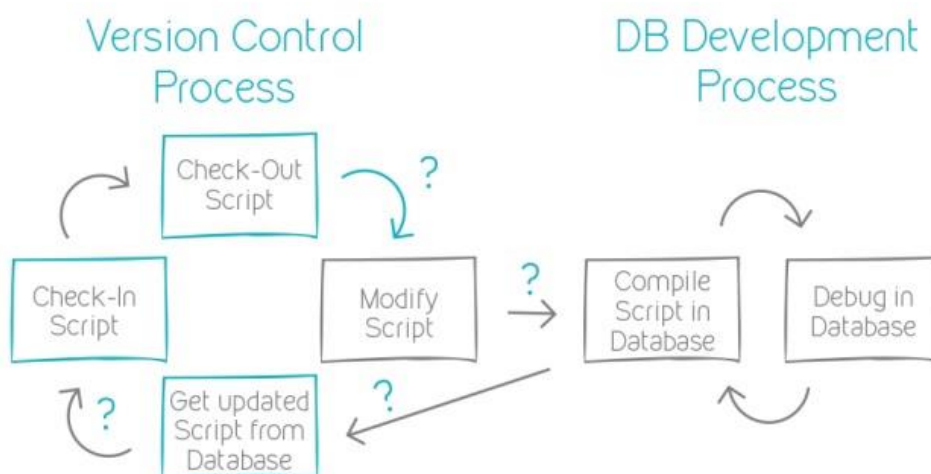 Version Control
Process
DB Development
Process
Check-Out
Script
?
Check-In
Script
Modify
Script
?
Compile
Script in
Database
Debug in
Database
?
Get updated
Script from
Database
?